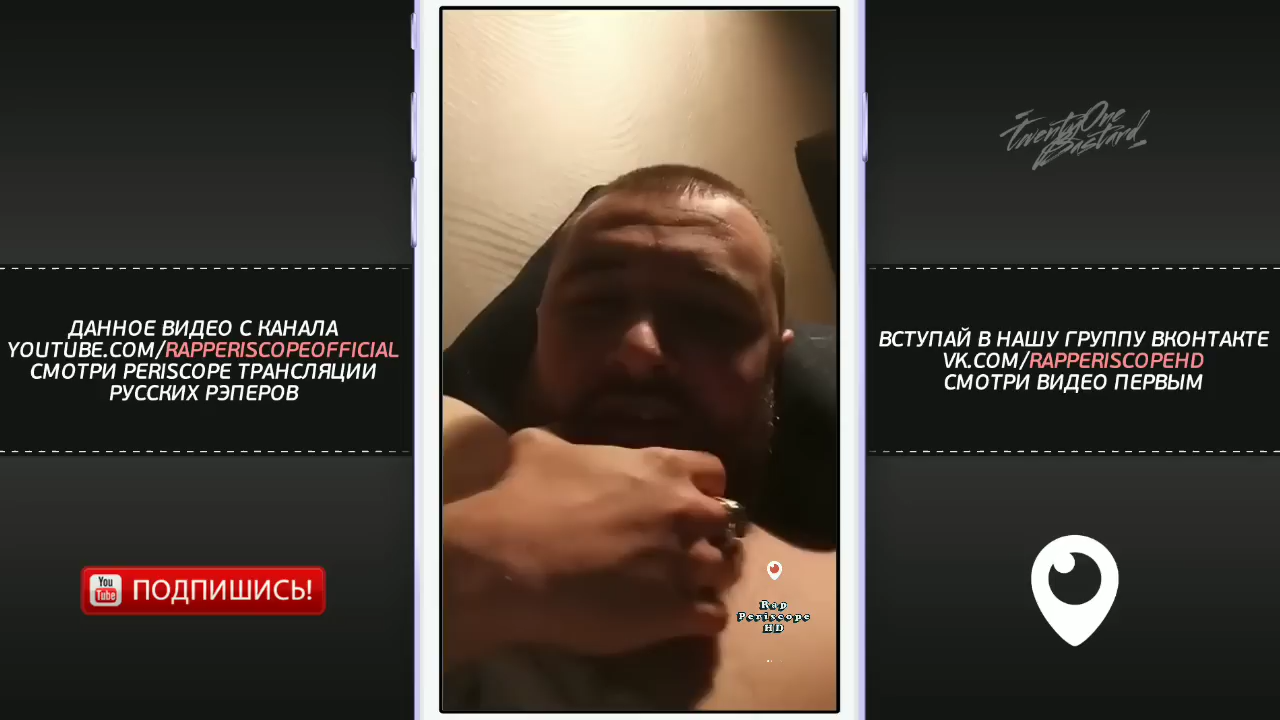 TwentyOne
Bastard
ДАННОЕ ВИДЕО С КАНАЛА
YOUTUBE.COM/RAPPERISCOPEOFFICIAL
СМОТРИ PERISCOPE ТРАНСЛЯЦИИ
РУССКИХ РЭПЕРОВ
ВСТУПАЙ В НАШУ ГРУППУ ВКОНТАКТЕ
VK.COM/RAPPERISCOPEHD
СМОТРИ ВИДЕО ПЕРВЫМ
You
Tube
ПОДПИШИСЬ!
Rap
Periscope
HD